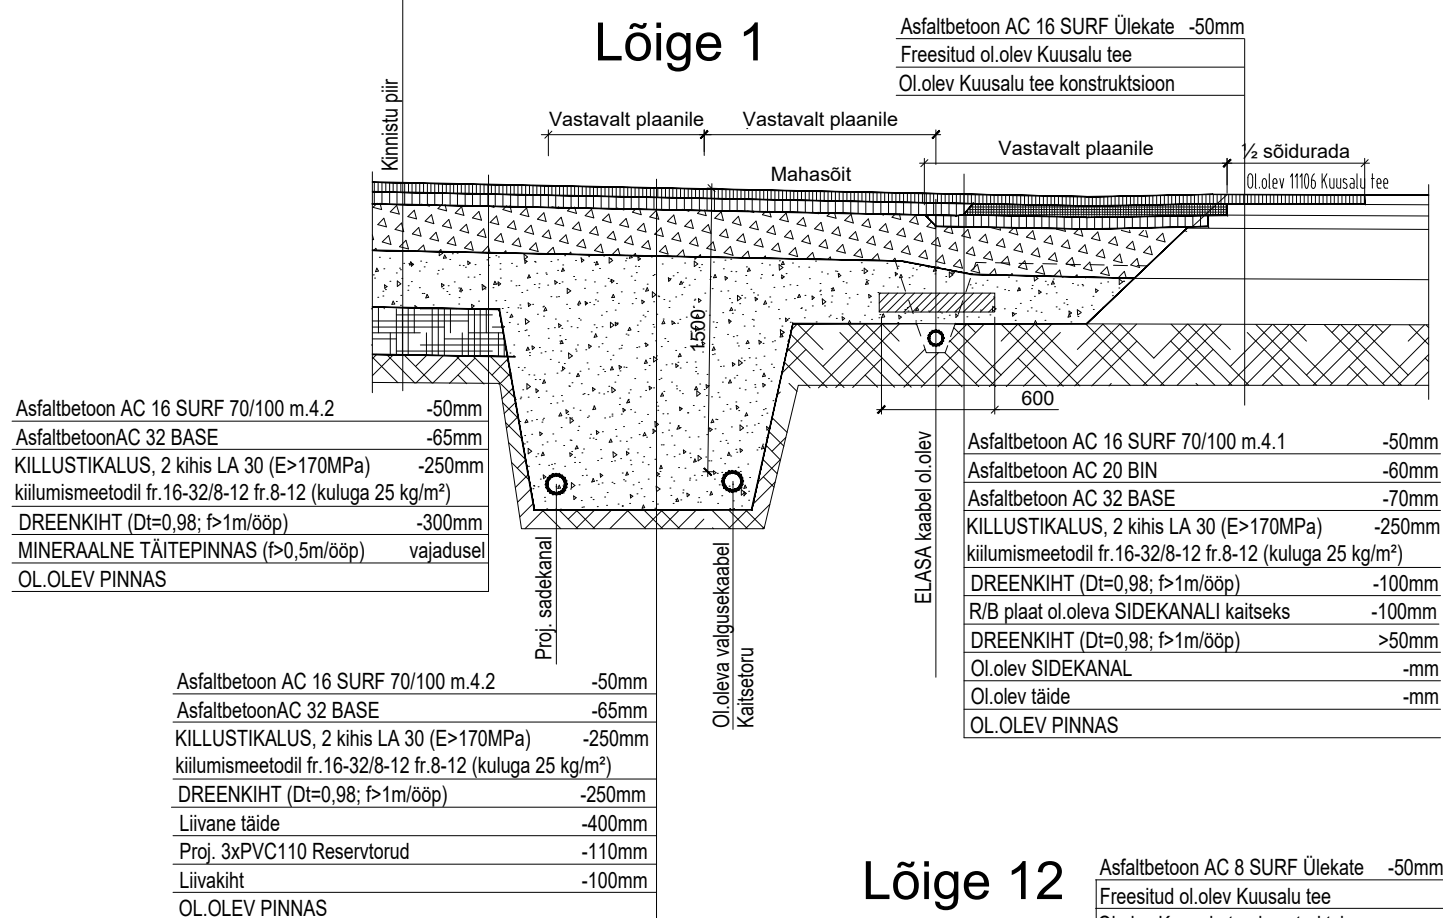 Lõige 1
Asfaltbetoon AC 16 SURF Ülekate -50mm
Freesitud ol.olev Kuusalu tee
Ol.olev Kuusalu tee konstruktsioon
Kinnistu piir
Vastavalt plaanile
Vastavalt plaanile
Vastavalt plaanile
½ sõidurada
Mahasõit
Ol.olev 11106 Kuusalu tee
1500
600
Asfaltbetoon AC 16 SURF 70/100 m.4.2 -50mm
AsfaltbetoonAC 32 BASE -65mm
KILLUSTIKALUS, 2 kihis LA 30 (E>170MPa) -250mm
kiilumismeetodil fr.16-32/8-12 fr.8-12 (kuluga 25 kg/m²)
DREENKIHT (Dt=0,98; f>1m/ööp) -300mm
MINERAALNE TÄITEPINNAS (f>0,5m/ööp) vajadusel
OL.OLEV PINNAS
Proj. sadekanal
Ol.oleva valgusekaabel
Kaitsetoru
ELASA kaabel ol.olev
Asfaltbetoon AC 16 SURF 70/100 m.4.1 -50mm
Asfaltbetoon AC 20 BIN -60mm
Asfaltbetoon AC 32 BASE -70mm
KILLUSTIKALUS, 2 kihis LA 30 (E>170MPa) -250mm
kiilumismeetodil fr.16-32/8-12 fr.8-12 (kuluga 25 kg/m²)
DREENKIHT (Dt=0,98; f>1m/ööp) -100mm
R/B plaat ol.oleva SIDEKANALI kaitseks -100mm
DREENKIHT (Dt=0,98; f>1m/ööp) >50mm
Ol.olev SIDEKANAL -mm
Ol.olev täide -mm
OL.OLEV PINNAS
Asfaltbetoon AC 16 SURF 70/100 m.4.2 -50mm
AsfaltbetoonAC 32 BASE -65mm
KILLUSTIKALUS, 2 kihis LA 30 (E>170MPa) -250mm
kiilumismeetodil fr.16-32/8-12 fr.8-12 (kuluga 25 kg/m²)
DREENKIHT (Dt=0,98; f>1m/ööp) -250mm
Liivane täide -400mm
Proj. 3xPVC110 Reservtorud -110mm
Liivakiht -100mm
OL.OLEV PINNAS
Lõige 12
Asfaltbetoon AC 8 SURF Ülekate -50mm
Freesitud ol.olev Kuusalu tee